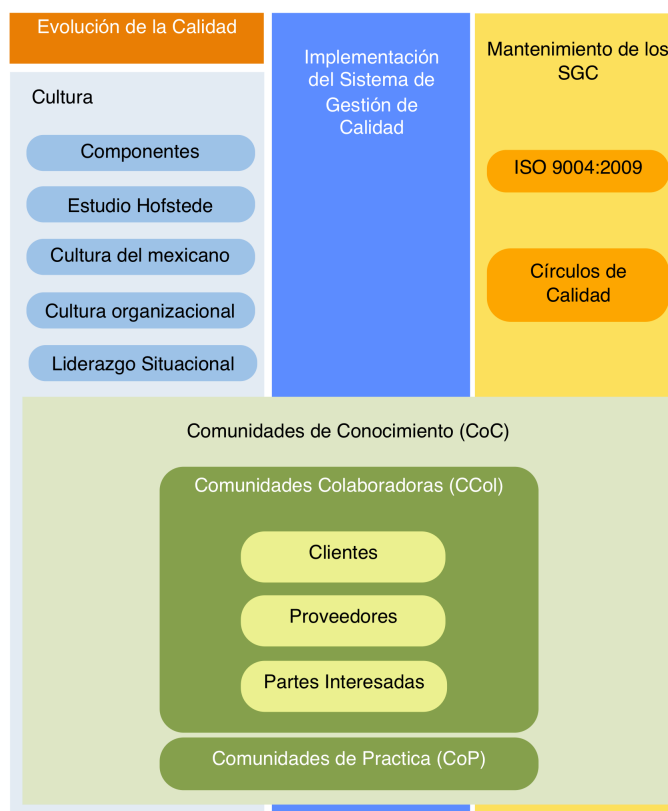 Evolución de la Calidad
Cultura
Componentes
Estudio Hofstede
Cultura del mexicano
Cultura organizacional
Liderazgo Situacional
Implementación
del Sistema de
Gestión de
Calidad
Mantenimiento de los
SGC
ISO 9004:2009
Círculos de
Calidad
Comunidades de Conocimiento (CoC)
Comunidades Colaboradoras (CCol)
Clientes
Proveedores
Partes Interesadas
Comunidades de Practica (CoP)